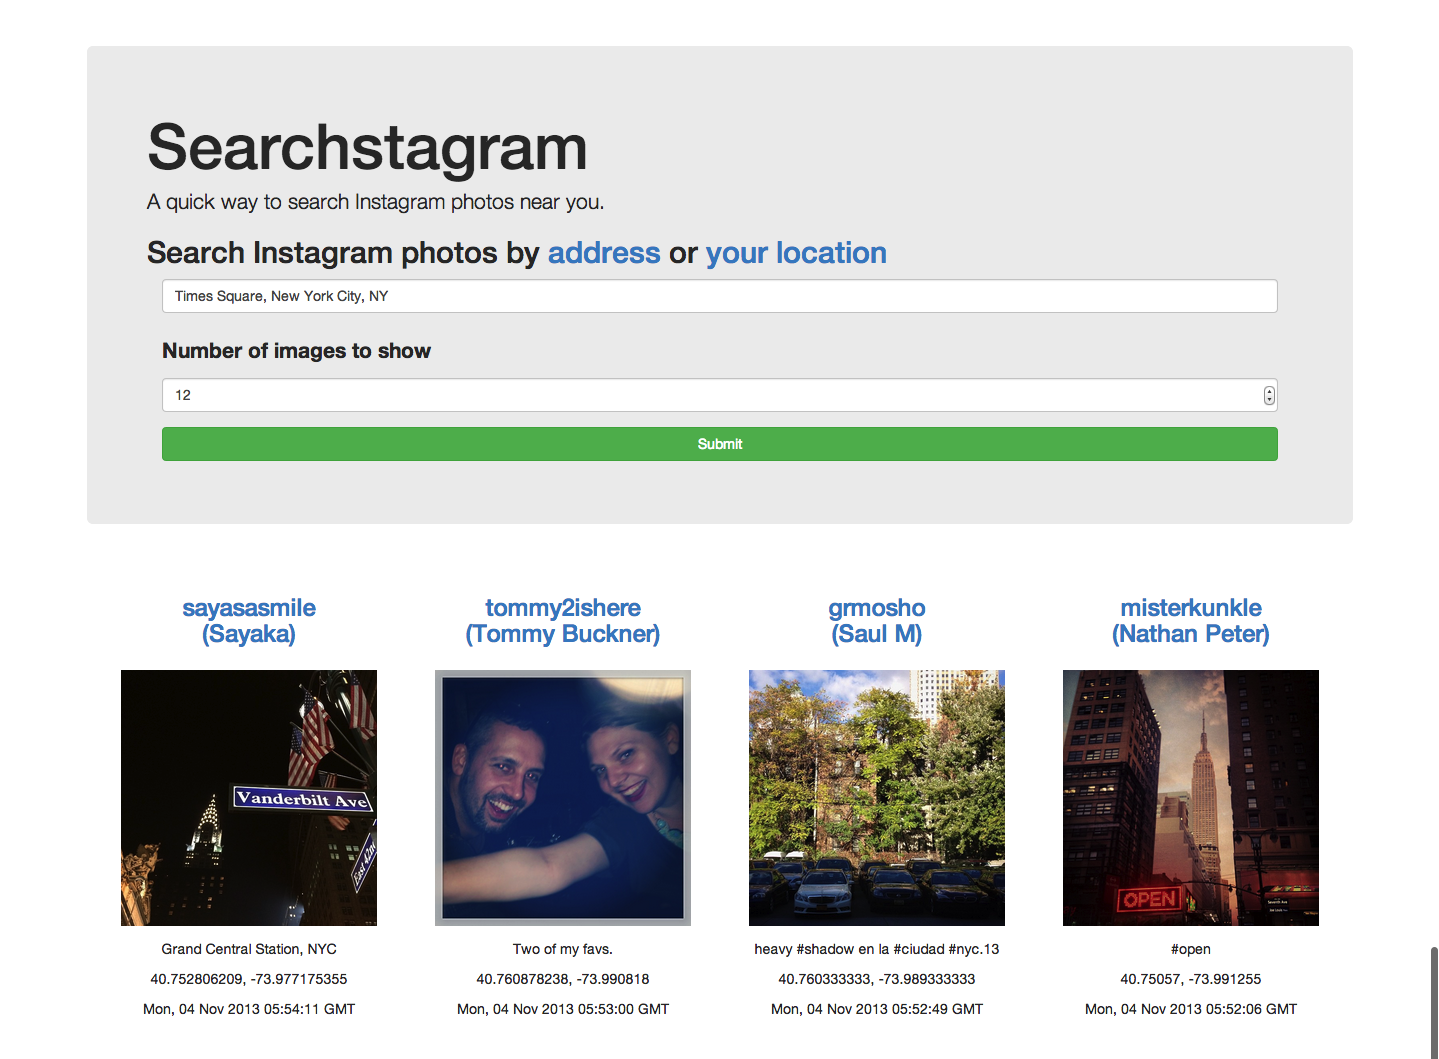 Searchstagram
A quick way to search Instagram photos near you.
Search Instagram photos by address or your location
Times Square, New York City, NY
Number of images to show
12
Submit
sayasasmile
(Sayaka)
tommy2ishere
(Tommy Buckner)
grmosho
(Saul M)
misterkunkle
(Nathan Peter)
Vanderbilt Ave
East 42nd
OPEN
Seventh Ave
Grand Central Station, NYC
40.752806209, -73.977175355
Mon, 04 Nov 2013 05:54:11 GMT
Two of my favs.
40.760878238, -73.990818
Mon, 04 Nov 2013 05:53:00 GMT
heavy #shadow en la #ciudad #nyc.13
40.760333333, -73.989333333
Mon, 04 Nov 2013 05:52:49 GMT
#open
40.75057, -73.991255
Mon, 04 Nov 2013 05:52:06 GMT